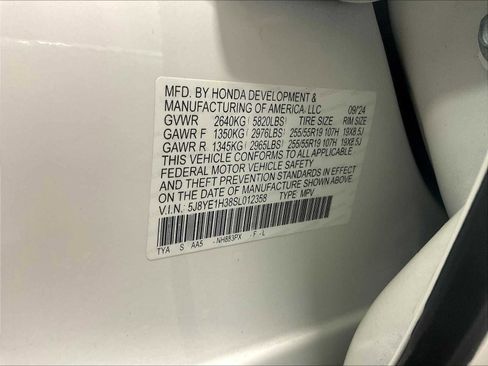 MFD. BY HONDA DEVELOPMENT &
MANUFACTURING OF AMERICA, LLC 09/24
GVWR 2640KG 5820LBS TIRE SIZE RIM SIZE
GAWR F 1350KG 2976LBS 255/55R19 107H 19X8.5J
GAWR R 1345KG 2965LBS 255/55R19 107H 19X8.5J
THIS VEHICLE CONFORMS TO ALL APPLICABLE
FEDERAL MOTOR VEHICLE SAFETY
AND THEFT PREVENTION STANDARDS IN EFFECT
ON THE DATE OF MANUFACTURE SHOWN ABOVE.
V.I.N.: 5J8YE1H38SL012358 TYPE: MPV
TYA S AA5 - NH883PX F - L